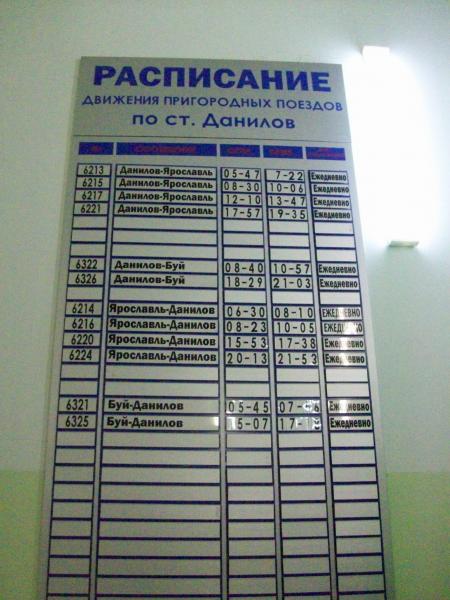 РАСПИСАНИЕ
ДВИЖЕНИЯ ПРИГОРОДНЫХ ПОЕЗДОВ
ПО СТ. ДАНИЛОВ
6213 Данилов-Ярославль 05-47 7-22 Ежедневно
6215 Данилов-Ярославль 08-30 10-06 Ежедневно
6217 Данилов-Ярославль 12-10 13-47 Ежедневно
6221 Данилов-Ярославль 17-57 19-35 Ежедневно
6322 Данилов-Буй 08-40 10-57 Ежедневно
6326 Данилов-Буй 18-29 21-03 Ежедневно
6214 Ярославль-Данилов 06-30 08-10 ЕЖЕДНЕВНО
6216 Ярославль-Данилов 08-23 10-05 ЕЖЕДНЕВНО
6220 Ярославль-Данилов 15-53 17-38 Ежедневно
6224 Ярославль-Данилов 20-13 21-53 Ежедневно
6321 Буй-Данилов 05-45 Ежедневно
6325 Буй-Данилов Ежедневно